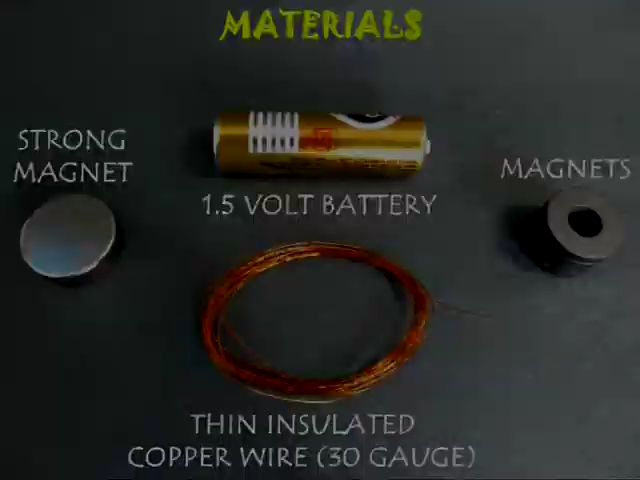 MATERIALS
STRONG
MAGNET
MAGNETS
1.5 VOLT BATTERY
THIN INSULATED
COPPER WIRE (30 GAUGE)